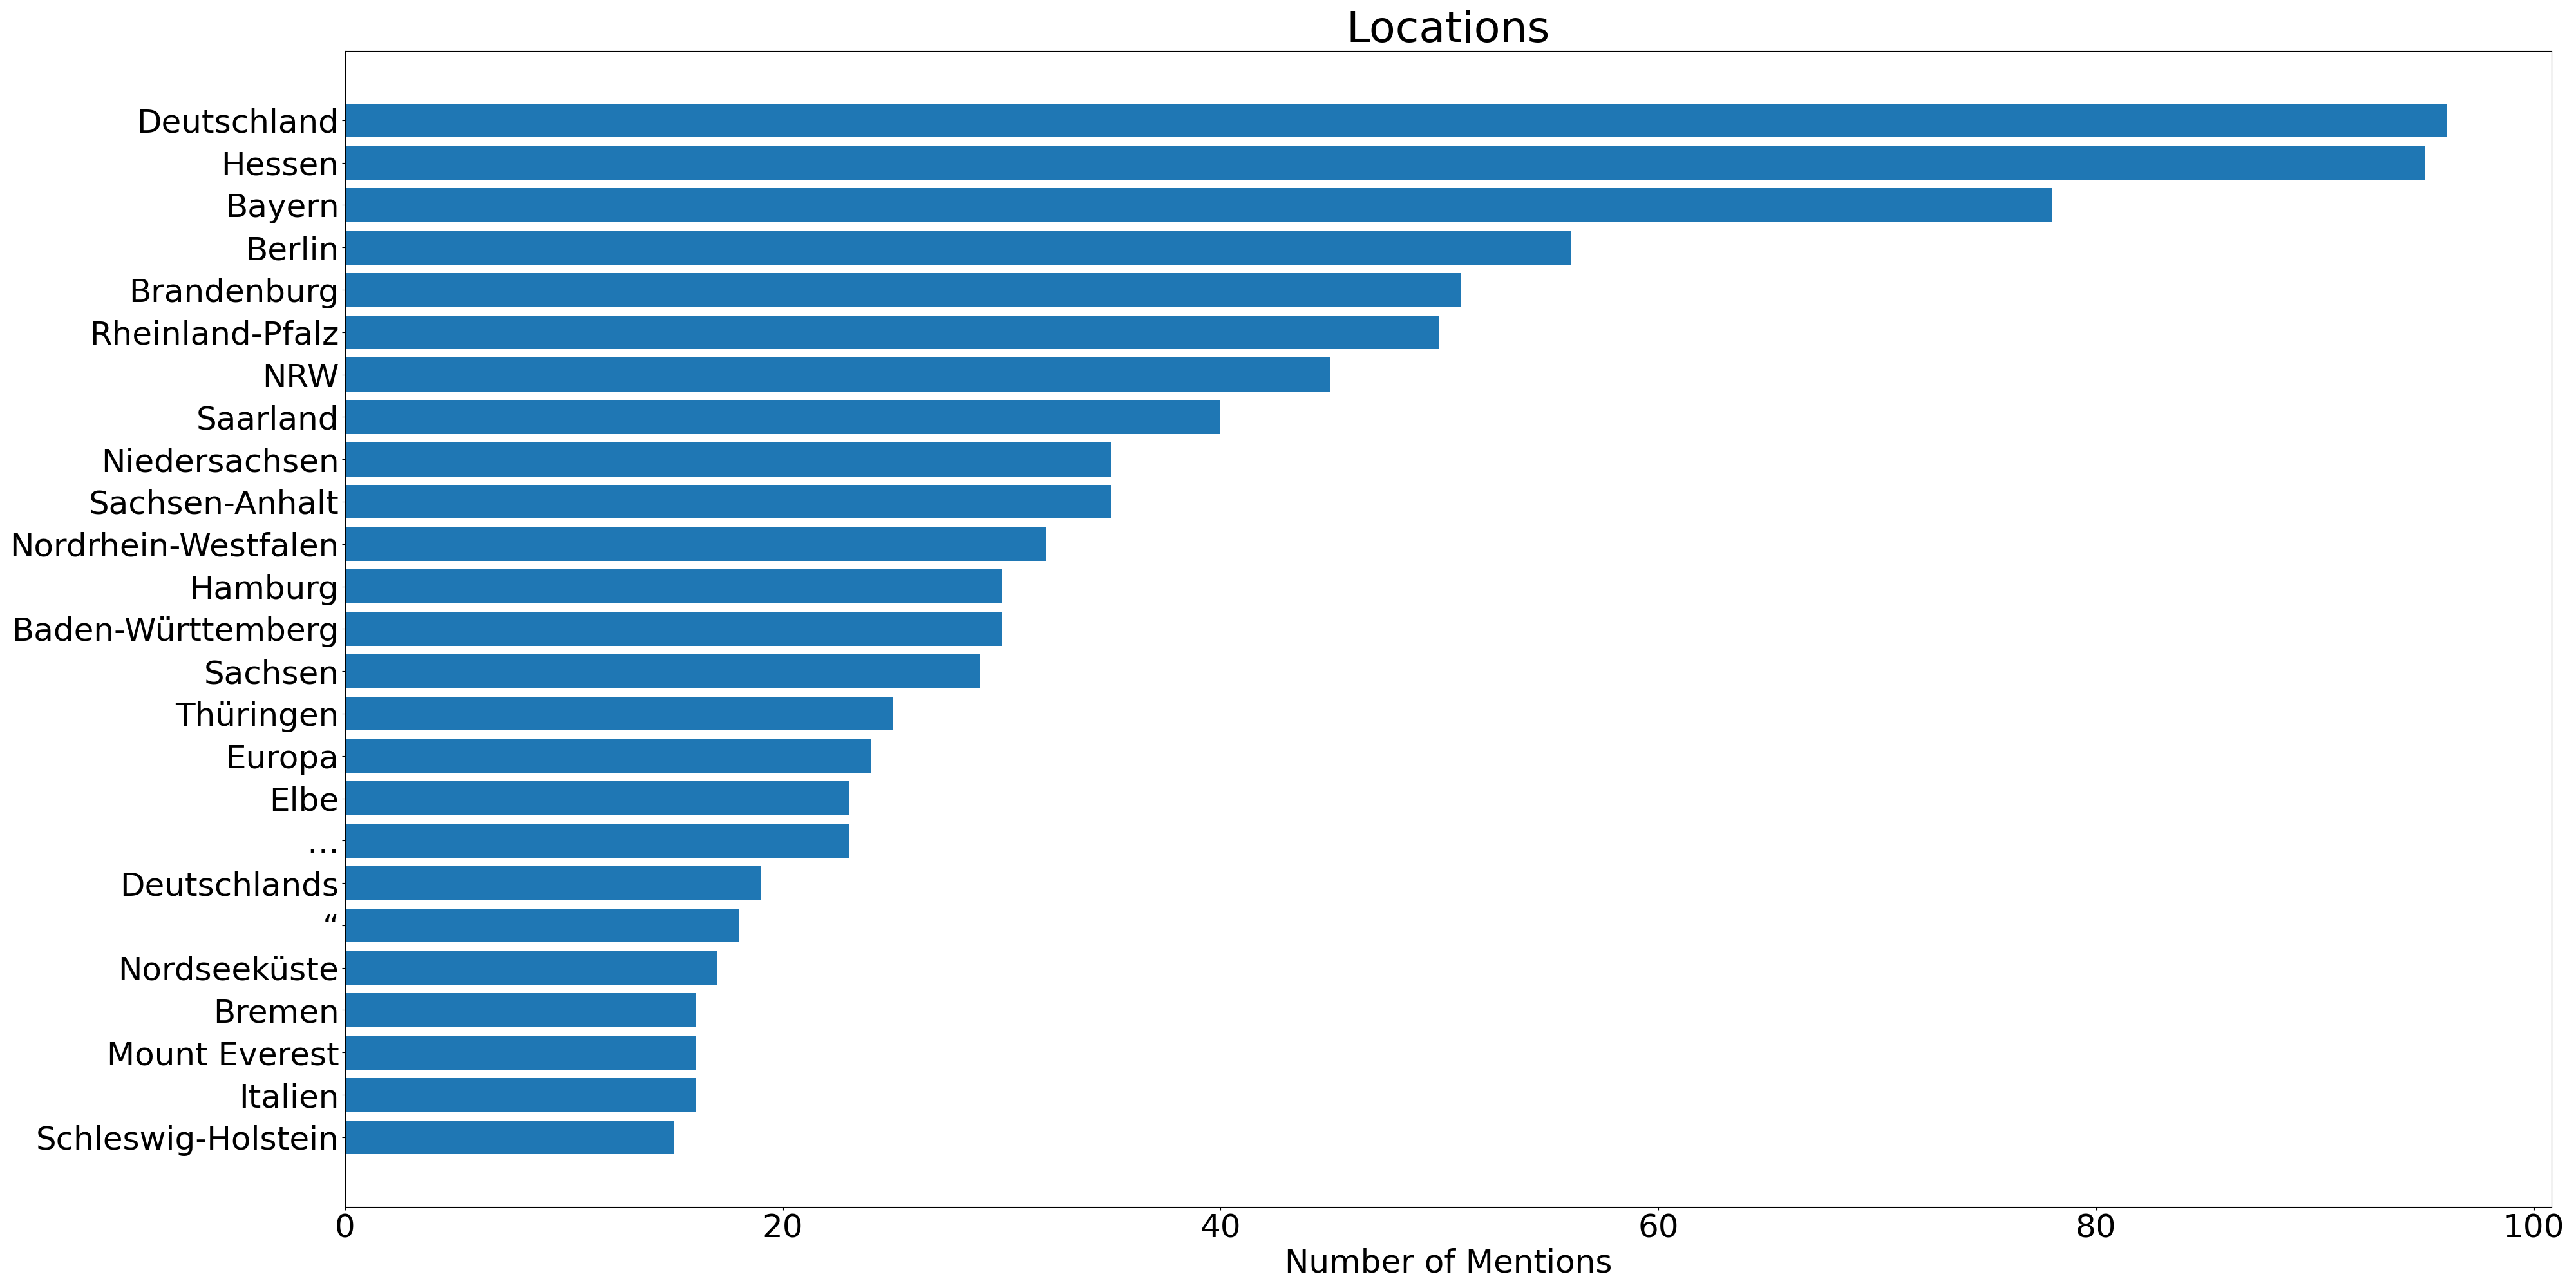 Locations
Deutschland
Hessen
Bayern
Berlin
Brandenburg
Rheinland-Pfalz
NRW
Saarland
Niedersachsen
Sachsen-Anhalt
Nordrhein-Westfalen
Hamburg
Baden-Württemberg
Sachsen
Thüringen
Europa
Elbe
…
Deutschlands
“
Nordseeküste
Bremen
Mount Everest
Italien
Schleswig-Holstein
0 20 40 60 80 100
Number of Mentions